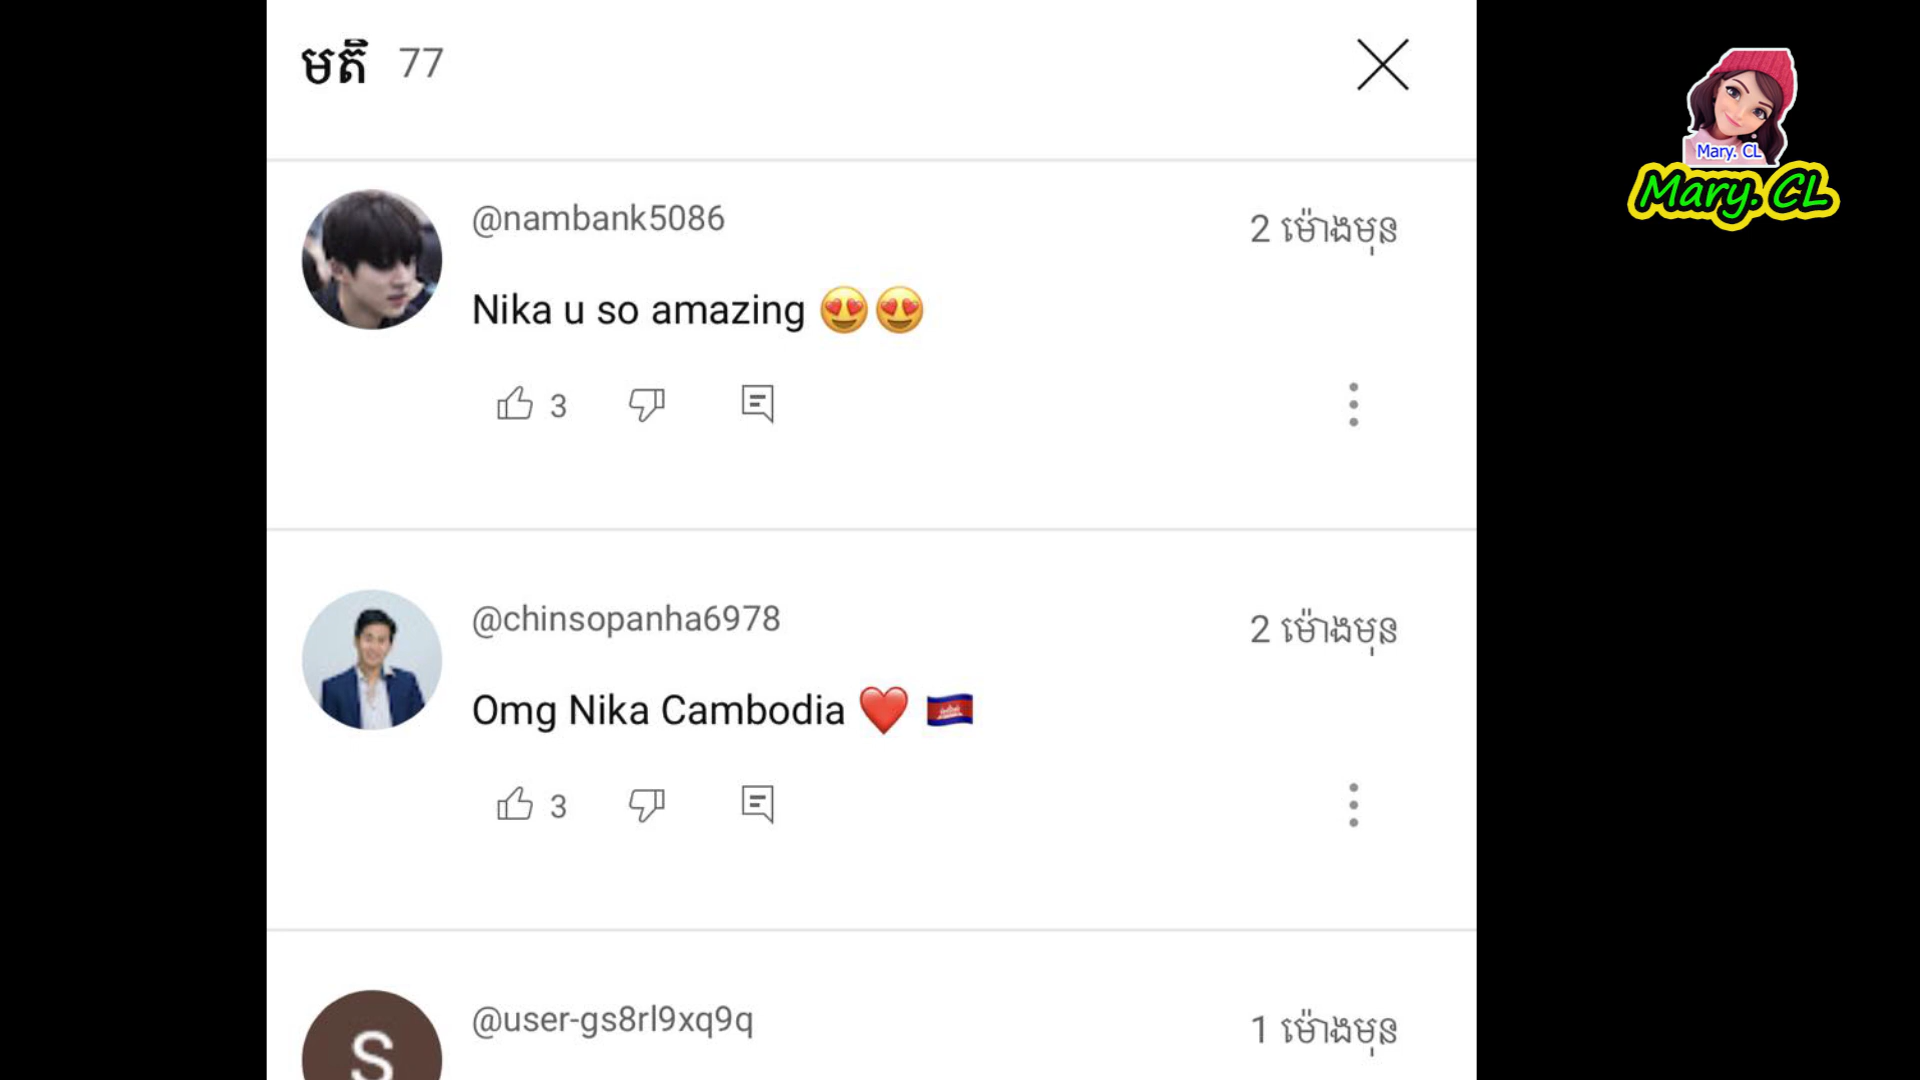 មតិ 77
@nambank5086 2 ម៉ោងមុន
Nika u so amazing 😍😍
3
@chinsopanha6978 2 ម៉ោងមុន
Omg Nika Cambodia ❤️ 🇰🇭
3
@user-gs8rl9xq9q 1 ម៉ោងមុន
S
Mary. CL
Mary. CL